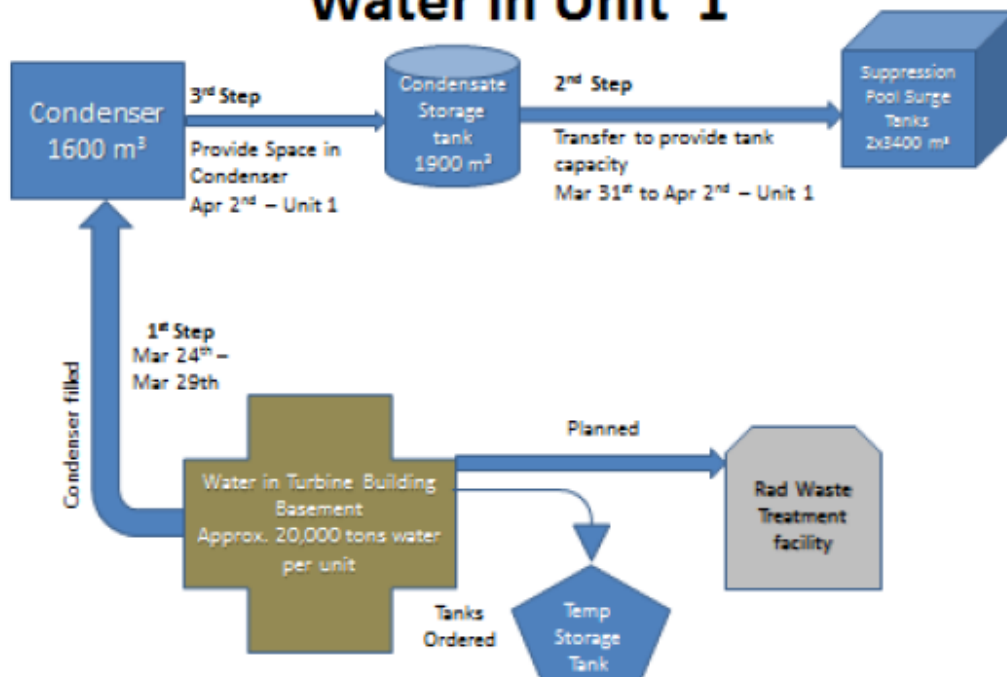 Water in Unit 1
Condenser
1600 m³
3rd Step
Provide Space in
Condenser
Apr 2nd – Unit 1
Condensate
Storage
tank
1900 m³
2nd Step
Transfer to provide tank
capacity
Mar 31st to Apr 2nd – Unit 1
Suppression
Pool Surge
Tanks
2x3400 m³
Condenser filled
1st Step
Mar 24th –
Mar 29th
Water in Turbine Building
Basement
Approx. 20,000 tons water
per unit
Planned
Rad Waste
Treatment
facility
Tanks
Ordered
Temp
Storage
Tank